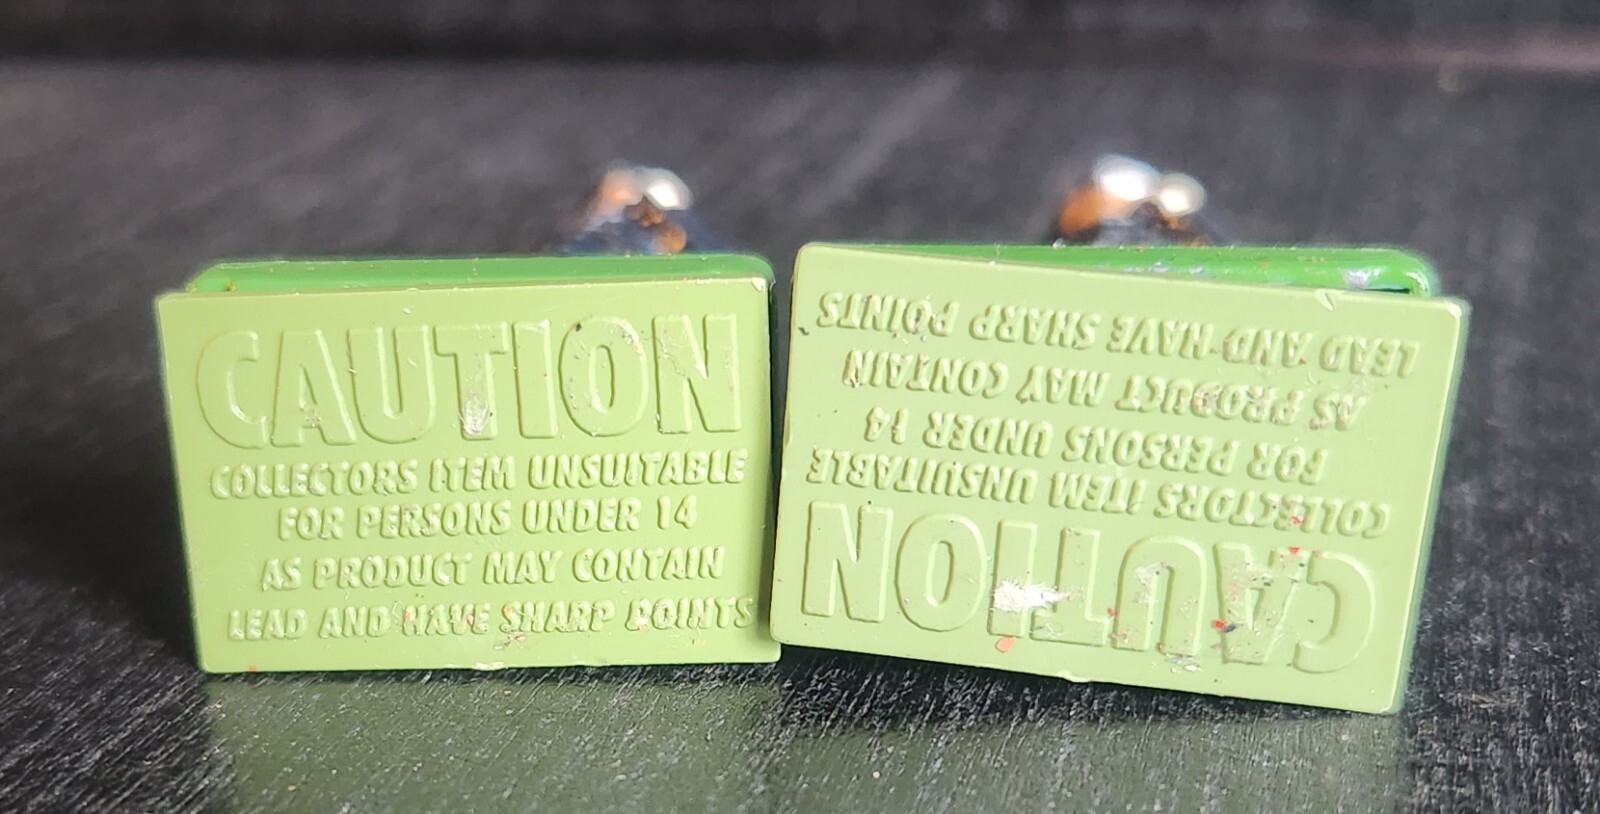 CAUTION
COLLECTORS ITEM UNSUITABLE
FOR PERSONS UNDER 14
AS PRODUCT MAY CONTAIN
LEAD AND HAVE SHARP POINTS
CAUTION
COLLECTORS ITEM UNSUITABLE
FOR PERSONS UNDER 14
AS PRODUCT MAY CONTAIN
LEAD AND HAVE SHARP POINTS